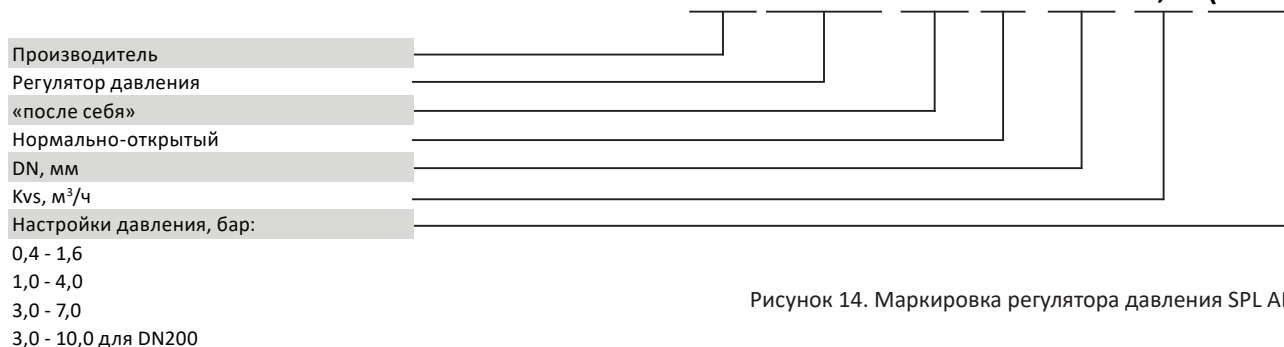 Производитель
Регулятор давления
«после себя»
Нормально-открытый
DN, мм
Kvs, м³/ч
Настройки давления, бар:
0,4 - 1,6
1,0 - 4,0
3,0 - 7,0
3,0 - 10,0 для DN200
Рисунок 14. Маркировка регулятора давления SPL